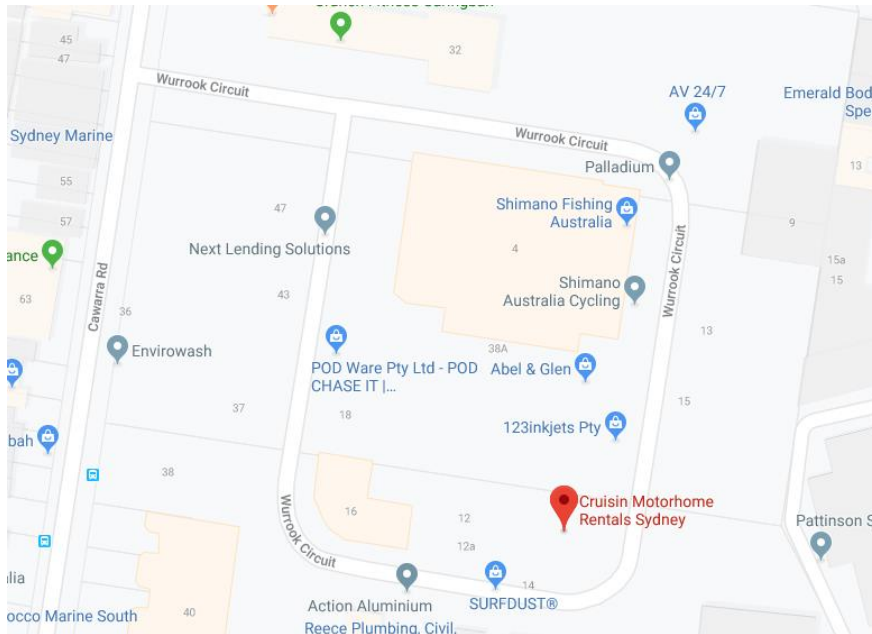 Crunch Fitness Caringbah
45
47
32
Wurrook Circuit
AV 24/7
Emerald Bod
Spe
Sydney Marine
Wurrook Circuit
Palladium
13
55
47
Shimano Fishing
Australia
57
9
Next Lending Solutions
4
ance
Wurrook Circuit
15a
15
Shimano
Australia Cycling
63
43
Cawarra Rd
36
13
Envirowash
38A
POD Ware Pty Ltd - POD
CHASE IT |...
Abel & Glen
37
18
15
123inkjets Pty
bah
38
Cruisin Motorhome
Rentals Sydney
16
12
Pattinson S
Wurrook Circuit
12a
lia
14
Action Aluminium
SURFDUST®
occo Marine South
40
Reece Plumbing, Civil,